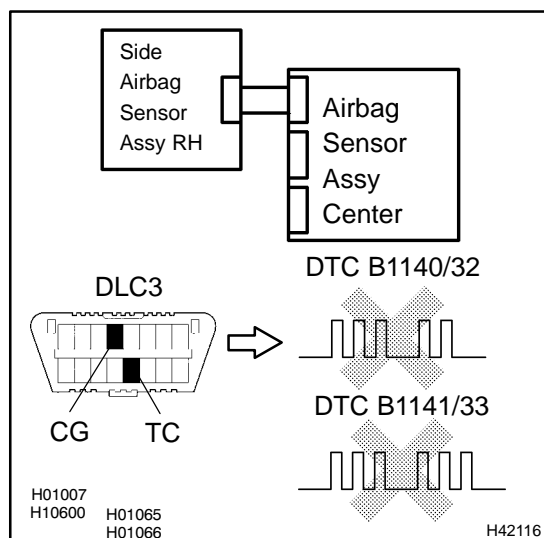 Side
Airbag
Sensor
Assy RH
Airbag
Sensor
Assy
Center
DTC B1140/32
DLC3
CG
TC
DTC B1141/33
H01007
H10600
H01065
H01066
H42116